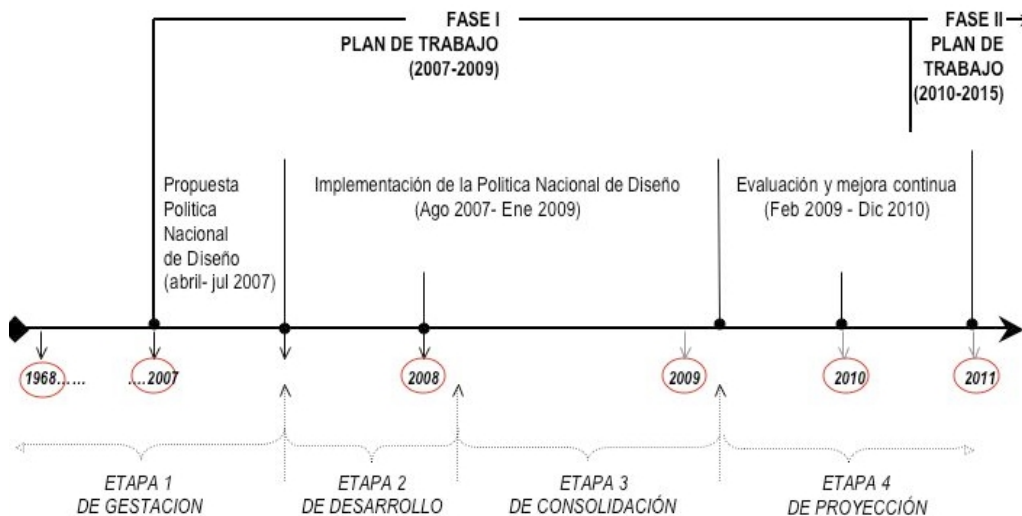 FASE I
PLAN DE TRABAJO
(2007-2009)
FASE II
PLAN DE
TRABAJO
(2010-2015)
Propuesta
Politica
Nacional
de Diseño
(abril- jul 2007)
Implementación de la Politica Nacional de Diseño
(Ago 2007- Ene 2009)
Evaluación y mejora continua
(Feb 2009 - Dic 2010)
1968......
....2007
2008
2009
2010
2011
ETAPA 1
DE GESTACION
ETAPA 2
DE DESARROLLO
ETAPA 3
DE CONSOLIDACIÓN
ETAPA 4
DE PROYECCIÓN